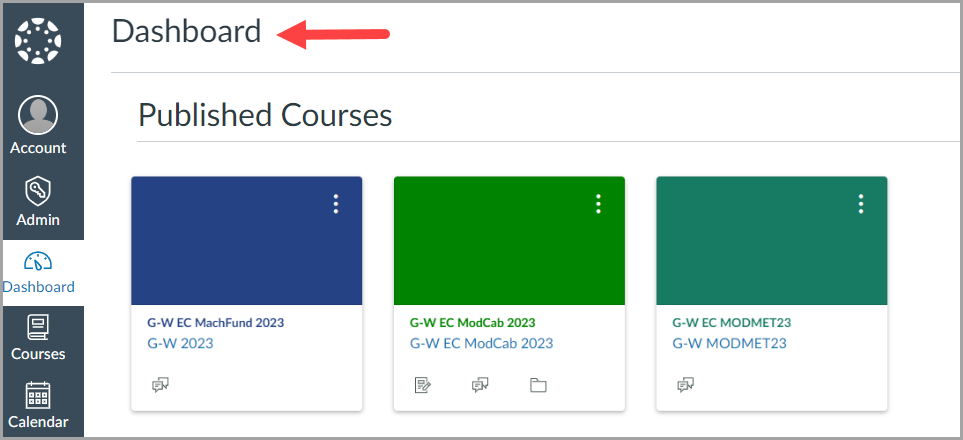 Dashboard
Published Courses
Account
Admin
Dashboard
Courses
Calendar
G-W EC MachFund 2023
G-W 2023
G-W EC ModCab 2023
G-W EC ModCab 2023
G-W EC MODMET23
G-W MODMET23